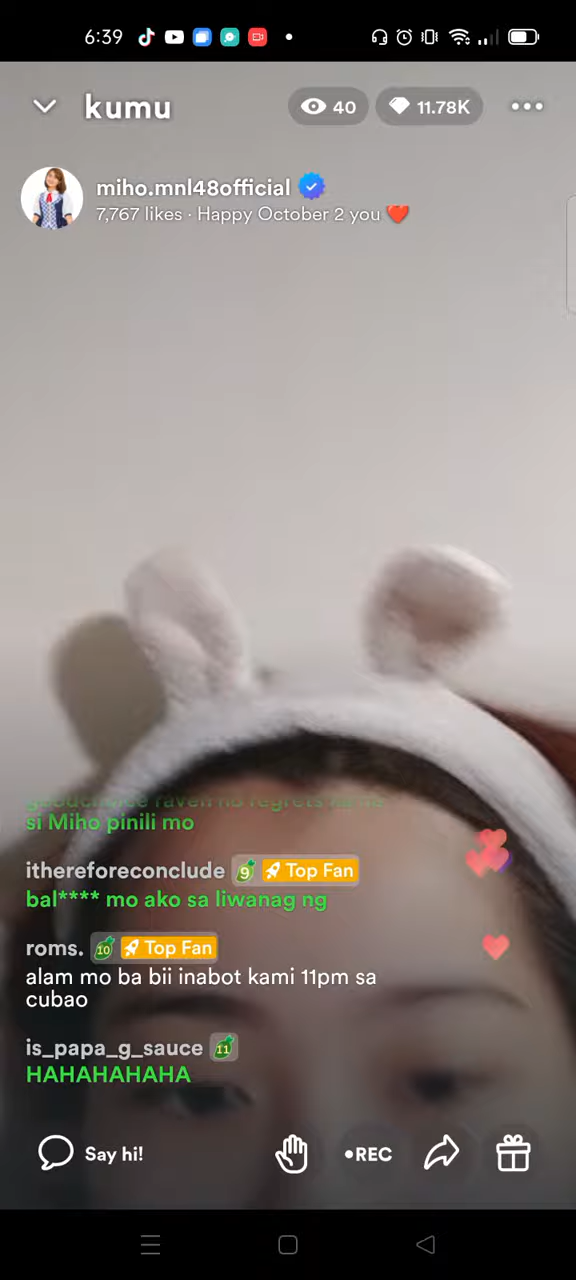 6:39
kumu
40
11.78K
miho.mnl48official
7,767 likes · Happy October 2 you ❤️
si Miho pinili mo
ithereforeconclude 9 Top Fan
bal**** mo ako sa liwanag ng
roms. 10 Top Fan
alam mo ba bii inabot kami 11pm sa
cubao
is_papa_g_sauce 11
HAHAHAHAHA
Say hi!
•REC